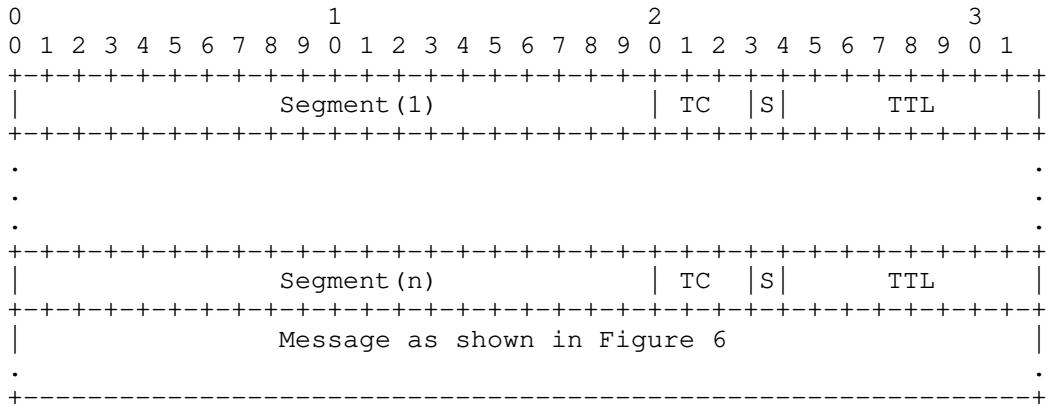 0                   1                   2                   3
0 1 2 3 4 5 6 7 8 9 0 1 2 3 4 5 6 7 8 9 0 1 2 3 4 5 6 7 8 9 0 1
+-+-+-+-+-+-+-+-+-+-+-+-+-+-+-+-+-+-+-+-+-+-+-+-+-+-+-+-+-+-+-+-+
|               Segment(1)              | TC  |S|      TTL      |
+-+-+-+-+-+-+-+-+-+-+-+-+-+-+-+-+-+-+-+-+-+-+-+-+-+-+-+-+-+-+-+-+
.                                                               .
.                                                               .
.                                                               .
+-+-+-+-+-+-+-+-+-+-+-+-+-+-+-+-+-+-+-+-+-+-+-+-+-+-+-+-+-+-+-+-+
|               Segment(n)              | TC  |S|      TTL      |
+-+-+-+-+-+-+-+-+-+-+-+-+-+-+-+-+-+-+-+-+-+-+-+-+-+-+-+-+-+-+-+-+
|               Message as shown in Figure 6                    |
.                                                               .
+---------------------------------------------------------------+